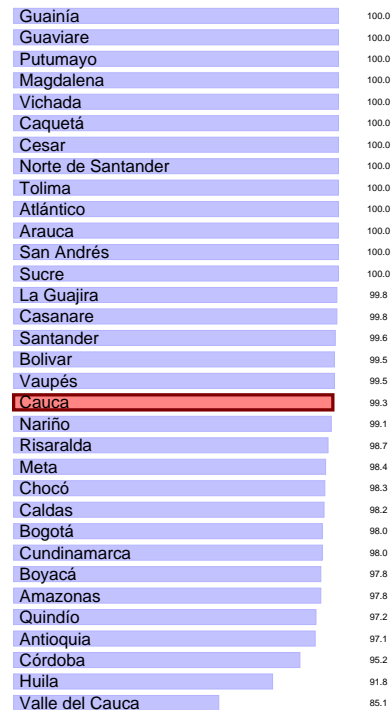 Guainía 100.0
Guaviare 100.0
Putumayo 100.0
Magdalena 100.0
Vichada 100.0
Caquetá 100.0
Cesar 100.0
Norte de Santander 100.0
Tolima 100.0
Atlántico 100.0
Arauca 100.0
San Andrés 100.0
Sucre 100.0
La Guajira 99.8
Casanare 99.8
Santander 99.6
Bolivar 99.5
Vaupés 99.5
Cauca 99.3
Nariño 99.1
Risaralda 98.7
Meta 98.4
Chocó 98.3
Caldas 98.2
Bogotá 98.0
Cundinamarca 98.0
Boyacá 97.8
Amazonas 97.8
Quindío 97.2
Antioquia 97.1
Córdoba 95.2
Huila 91.8
Valle del Cauca 85.1